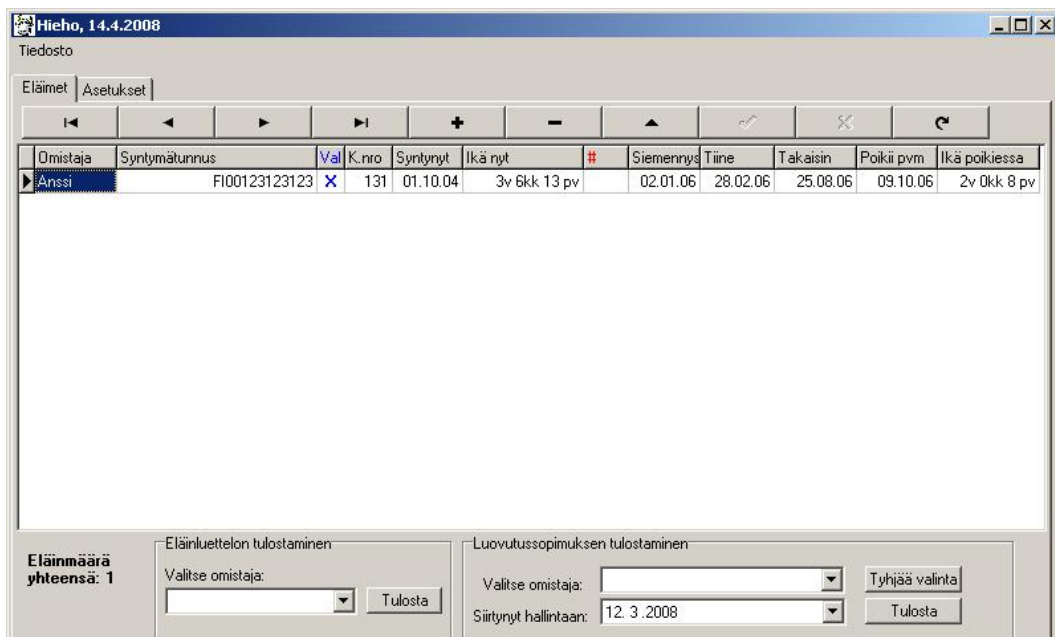 Hieho, 14.4.2008
Tiedosto
Eläimet Asetukset
Omistaja Syntymätunnus Val K.nro Syntynyt Ikä nyt # Siemennys Tiine Takaisin Poikii pvm Ikä poikiessa
Anssi FI00123123123 X 131 01.10.04 3v 6kk 13 pv 02.01.06 28.02.06 25.08.06 09.10.06 2v 0kk 8 pv
Eläinmäärä
yhteensä: 1
Eläinluettelon tulostaminen
Valitse omistaja:
Tulosta
Luovutussopimuksen tulostaminen
Valitse omistaja: Tyhjää valinta
Siirtynyt hallintaan: 12. 3 .2008 Tulosta